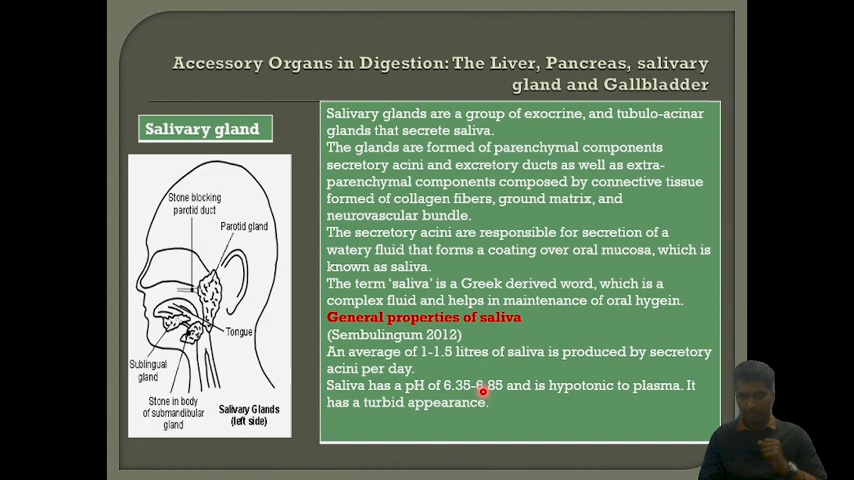 Accessory Organs in Digestion: The Liver, Pancreas, salivary
gland and Gallbladder
Salivary gland
Stone blocking
parotid duct
Parotid gland
Tongue
Sublingual
gland
Stone in body
of submandibular
gland
Salivary Glands
(left side)
Salivary glands are a group of exocrine, and tubulo-acinar
glands that secrete saliva.
The glands are formed of parenchymal components
secretory acini and excretory ducts as well as extra-
parenchymal components composed by connective tissue
formed of collagen fibers, ground matrix, and
neurovascular bundle.
The secretory acini are responsible for secretion of a
watery fluid that forms a coating over oral mucosa, which is
known as saliva.
The term ‘saliva’ is a Greek derived word, which is a
complex fluid and helps in maintenance of oral hygein.
General properties of saliva
(Sembulingum 2012)
An average of 1-1.5 litres of saliva is produced by secretory
acini per day.
Saliva has a pH of 6.35-6.85 and is hypotonic to plasma. It
has a turbid appearance.